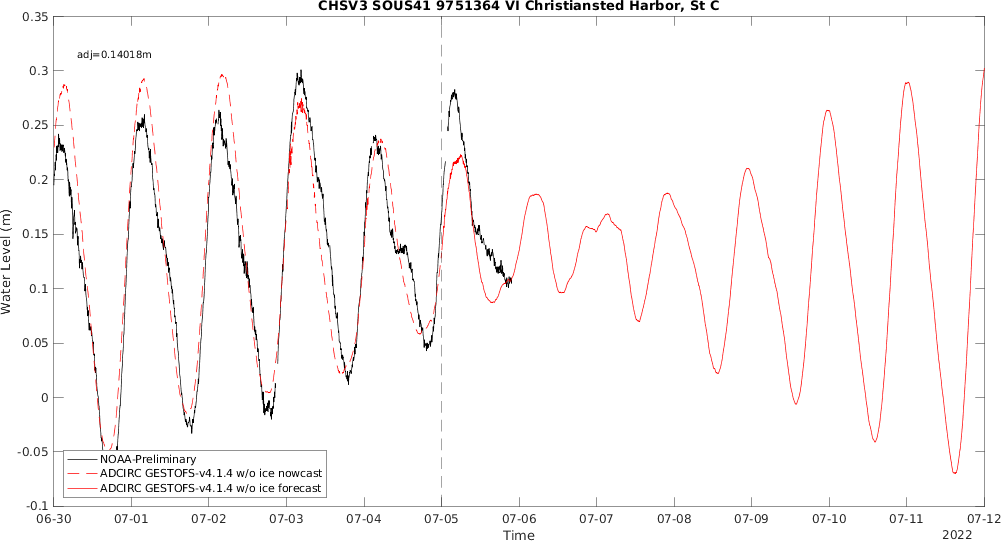 CHSV3 SOUS41 9751364 VI Christiansted Harbor, St C
0.35
0.3
0.25
0.2
0.15
0.1
0.05
0
-0.05
-0.1
Water Level (m)
adj=0.14018m
NOAA-Preliminary
ADCIRC GESTOFS-v4.1.4 w/o ice nowcast
ADCIRC GESTOFS-v4.1.4 w/o ice forecast
06-30 07-01 07-02 07-03 07-04 07-05 07-06 07-07 07-08 07-09 07-10 07-11 07-12
Time
2022